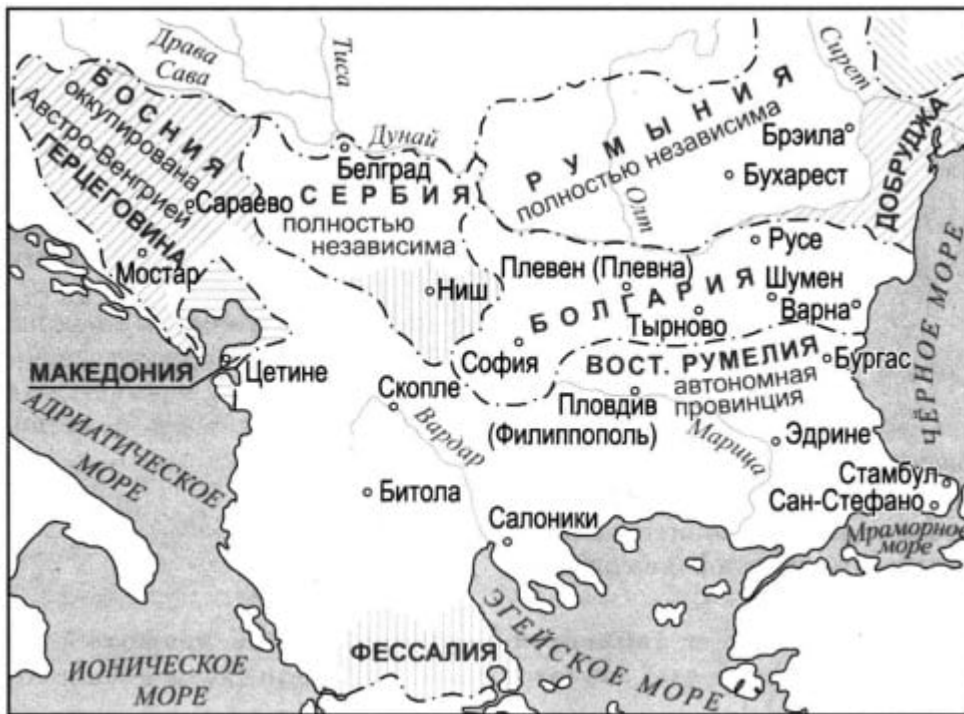 Драва
Сава
Тиса
Сирет
БОСНИЯ
оккупирована
Австро-Венгрией
ГЕРЦЕГОВИНА
Дунай
Белград
РУМЫНИЯ
полностью независима
Брэила
Бухарест
Олт
ДОБРУДЖА
Сараево
СЕРБИЯ
полностью
независима
Мостар
Ниш
Русе
Плевен (Плевна)
Шумен
БОЛГАРИЯ
Варна
Тырново
София
ВОСТ. РУМЕЛИЯ
автономная
провинция
Бургас
ЧЁРНОЕ МОРЕ
МАКЕДОНИЯ
Цетине
Скопле
Вардар
Пловдив
(Филиппополь)
Марица
Эдрине
АДРИАТИЧЕСКОЕ
МОРЕ
Битола
Салоники
Стамбул
Сан-Стефано
Мраморное
море
ЭГЕЙСКОЕ МОРЕ
ФЕССАЛИЯ
ИОНИЧЕСКОЕ
МОРЕ